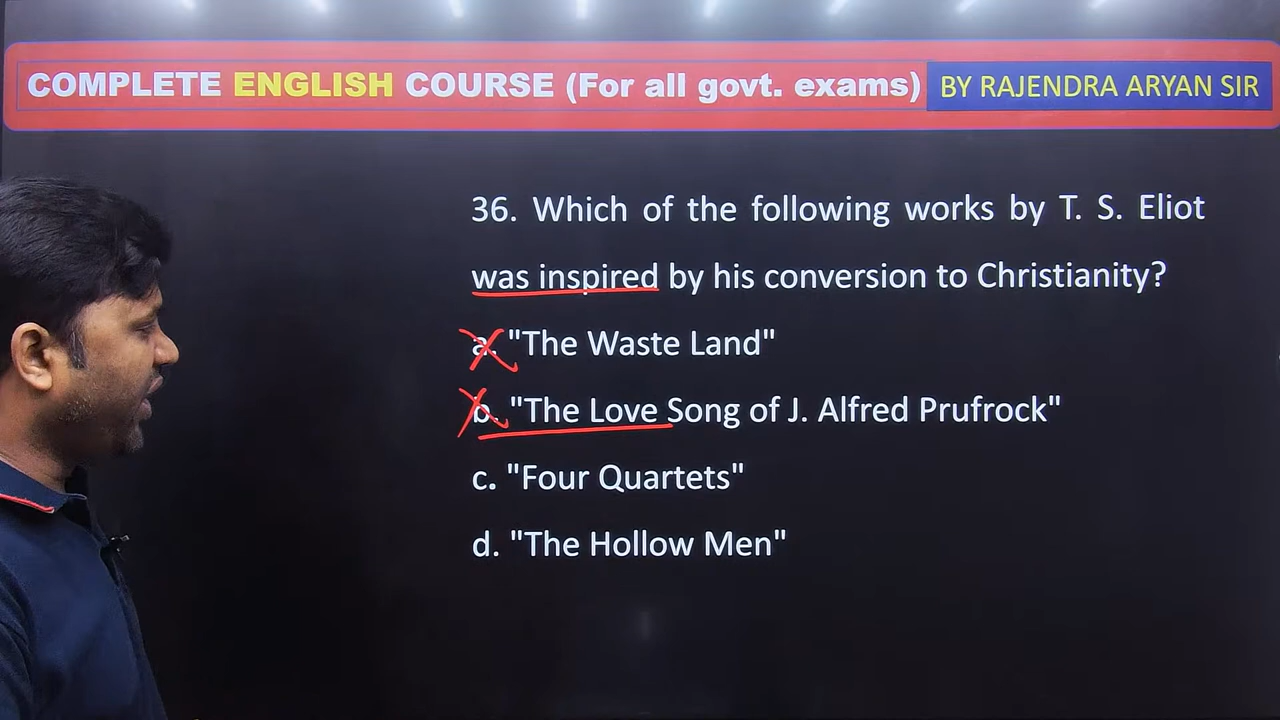 COMPLETE ENGLISH COURSE (For all govt. exams) BY RAJENDRA ARYAN SIR
36. Which of the following works by T. S. Eliot
was inspired by his conversion to Christianity?
a. "The Waste Land"
b. "The Love Song of J. Alfred Prufrock"
c. "Four Quartets"
d. "The Hollow Men"